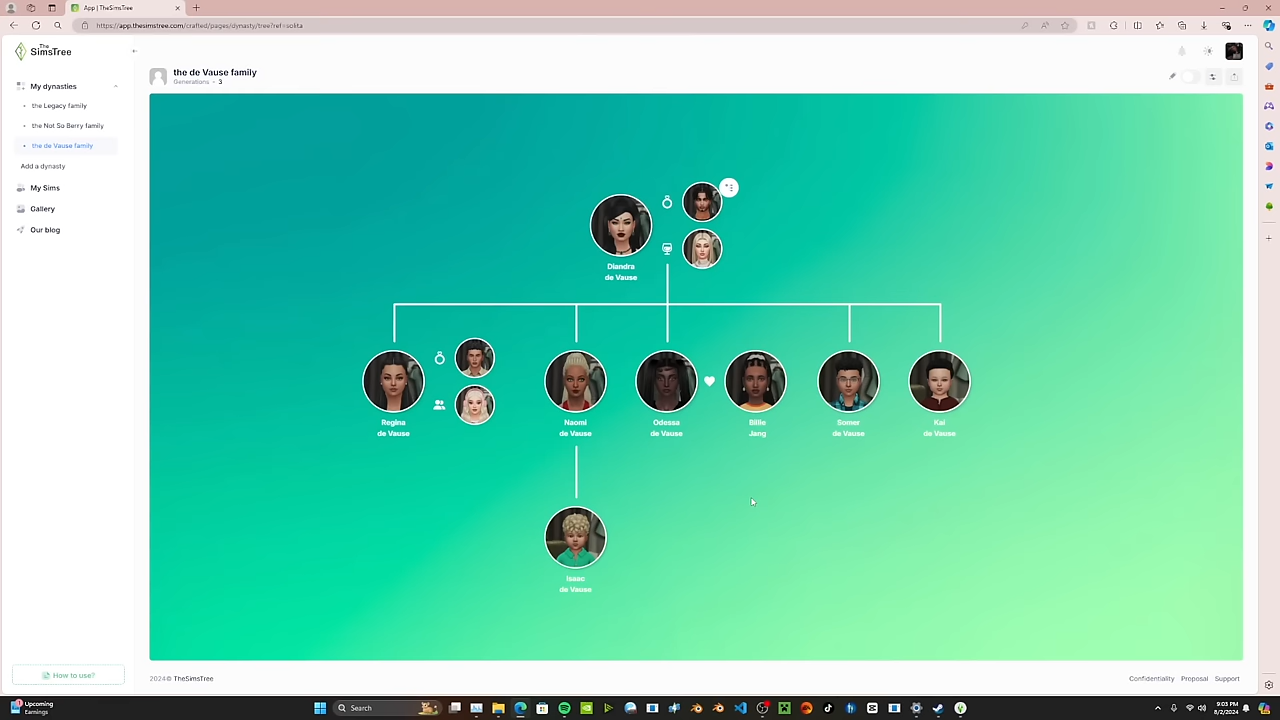 App | TheSimsTree
https://app.thesimstree.com/crafted/pages/dynasty/tree?ref=solita
The
SimsTree
My dynasties
the Legacy family
the Not So Berry family
the de Vause family
Add a dynasty
My Sims
Gallery
Our blog
How to use?
the de Vause family
Generations • 3
Diandra
de Vause
Regina
de Vause
Naomi
de Vause
Odessa
de Vause
Billie
Jang
Somer
de Vause
Kai
de Vause
Isaac
de Vause
2024© TheSimsTree
Confidentiality Proposal Support
Upcoming
Earnings
Search
9:03 PM
8/2/2024